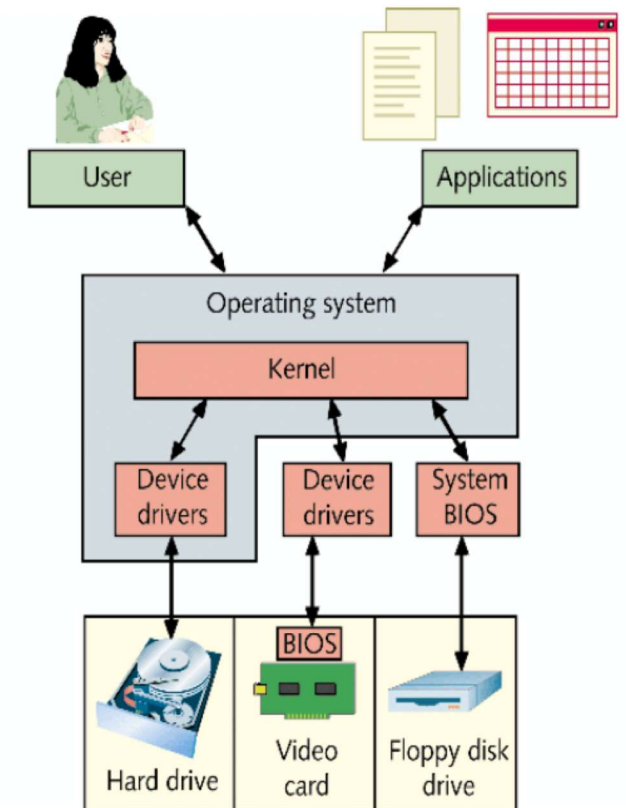 User
Applications
Operating system
Kernel
Device
drivers
Device
drivers
System
BIOS
BIOS
Hard drive
Video
card
Floppy disk
drive